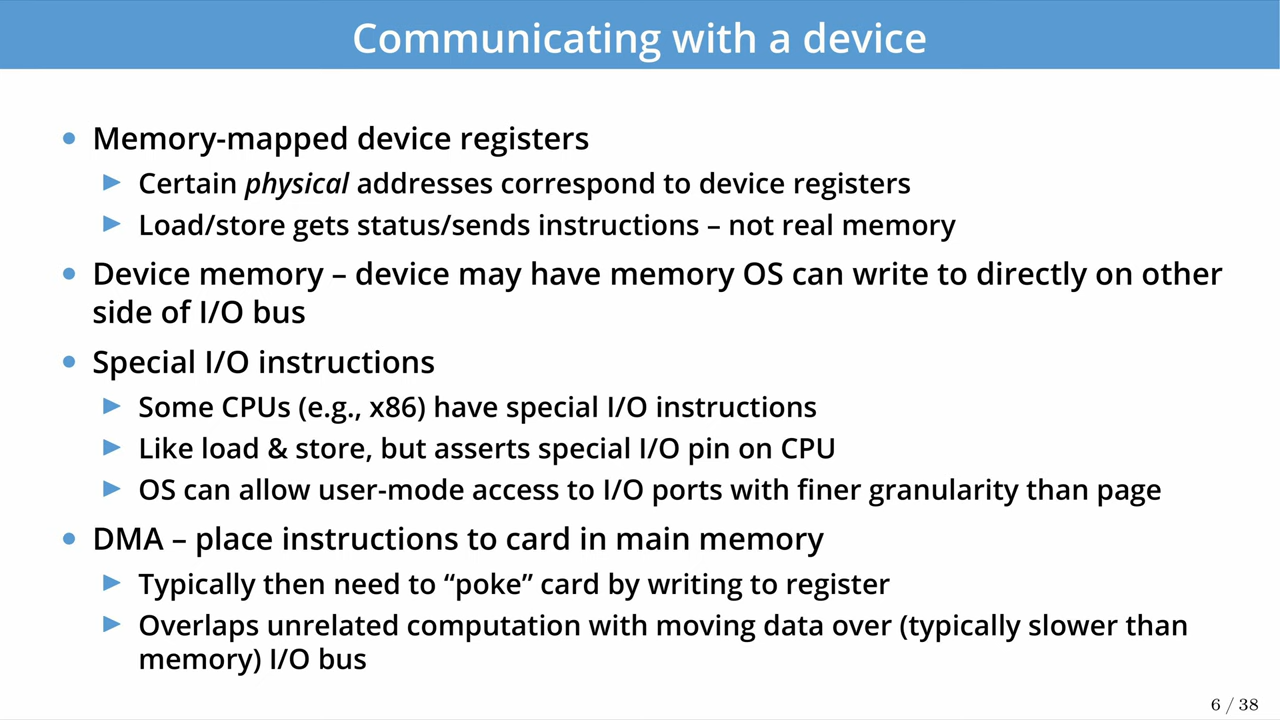 Communicating with a device
• Memory-mapped device registers
▶ Certain physical addresses correspond to device registers
▶ Load/store gets status/sends instructions – not real memory
• Device memory – device may have memory OS can write to directly on other
side of I/O bus
• Special I/O instructions
▶ Some CPUs (e.g., x86) have special I/O instructions
▶ Like load & store, but asserts special I/O pin on CPU
▶ OS can allow user-mode access to I/O ports with finer granularity than page
• DMA – place instructions to card in main memory
▶ Typically then need to “poke” card by writing to register
▶ Overlaps unrelated computation with moving data over (typically slower than
memory) I/O bus
6 / 38